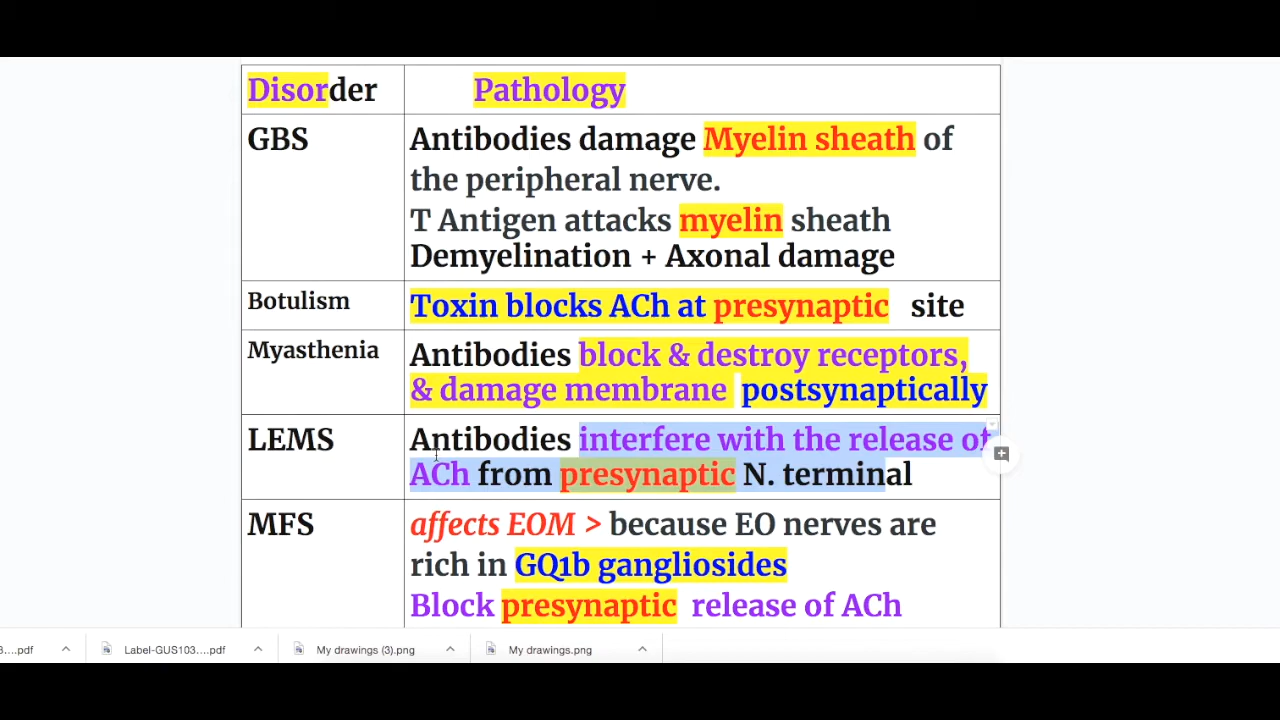 Disorder
Pathology
GBS
Antibodies damage Myelin sheath of
the peripheral nerve.
T Antigen attacks myelin sheath
Demyelination + Axonal damage
Botulism
Toxin blocks ACh at presynaptic site
Myasthenia
Antibodies block & destroy receptors,
& damage membrane postsynaptically
LEMS
Antibodies interfere with the release of
ACh from presynaptic N. terminal
MFS
affects EOM > because EO nerves are
rich in GQ1b gangliosides
Block presynaptic release of ACh
3....pdf
Label-GUS103....pdf
My drawings (3).png
My drawings.png